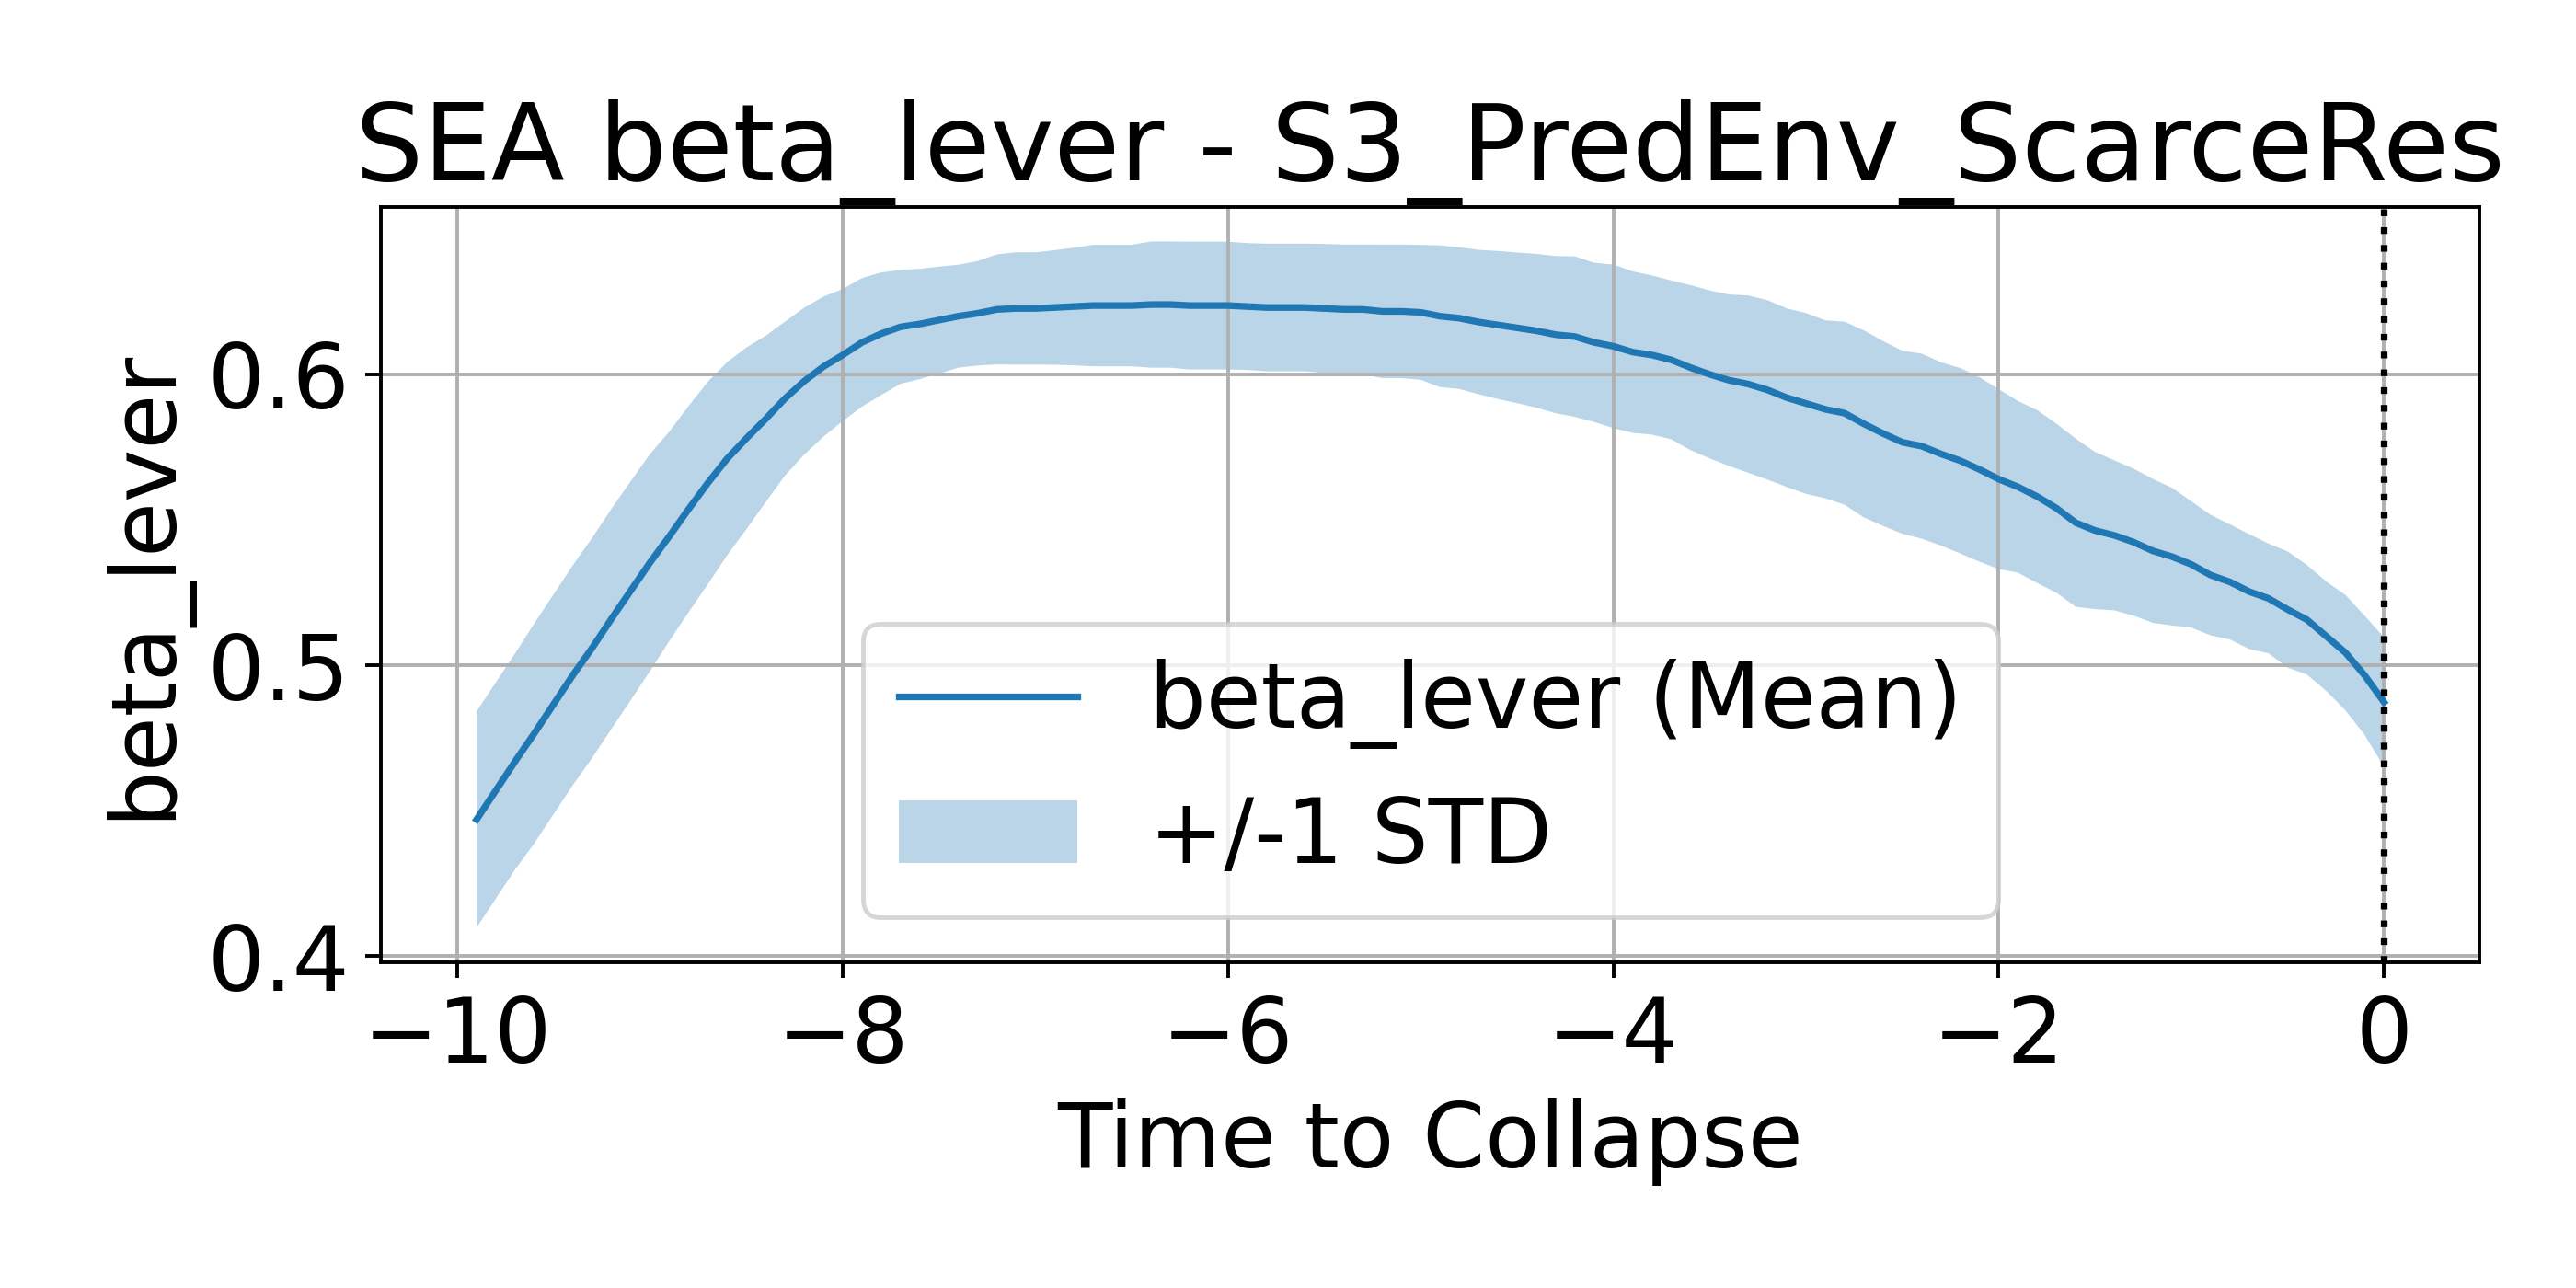 SEA beta_lever - S3_PredEnv_ScarceRes
beta_lever
0.6
0.5
0.4
beta_lever (Mean)
+/-1 STD
−10 −8 −6 −4 −2 0
Time to Collapse